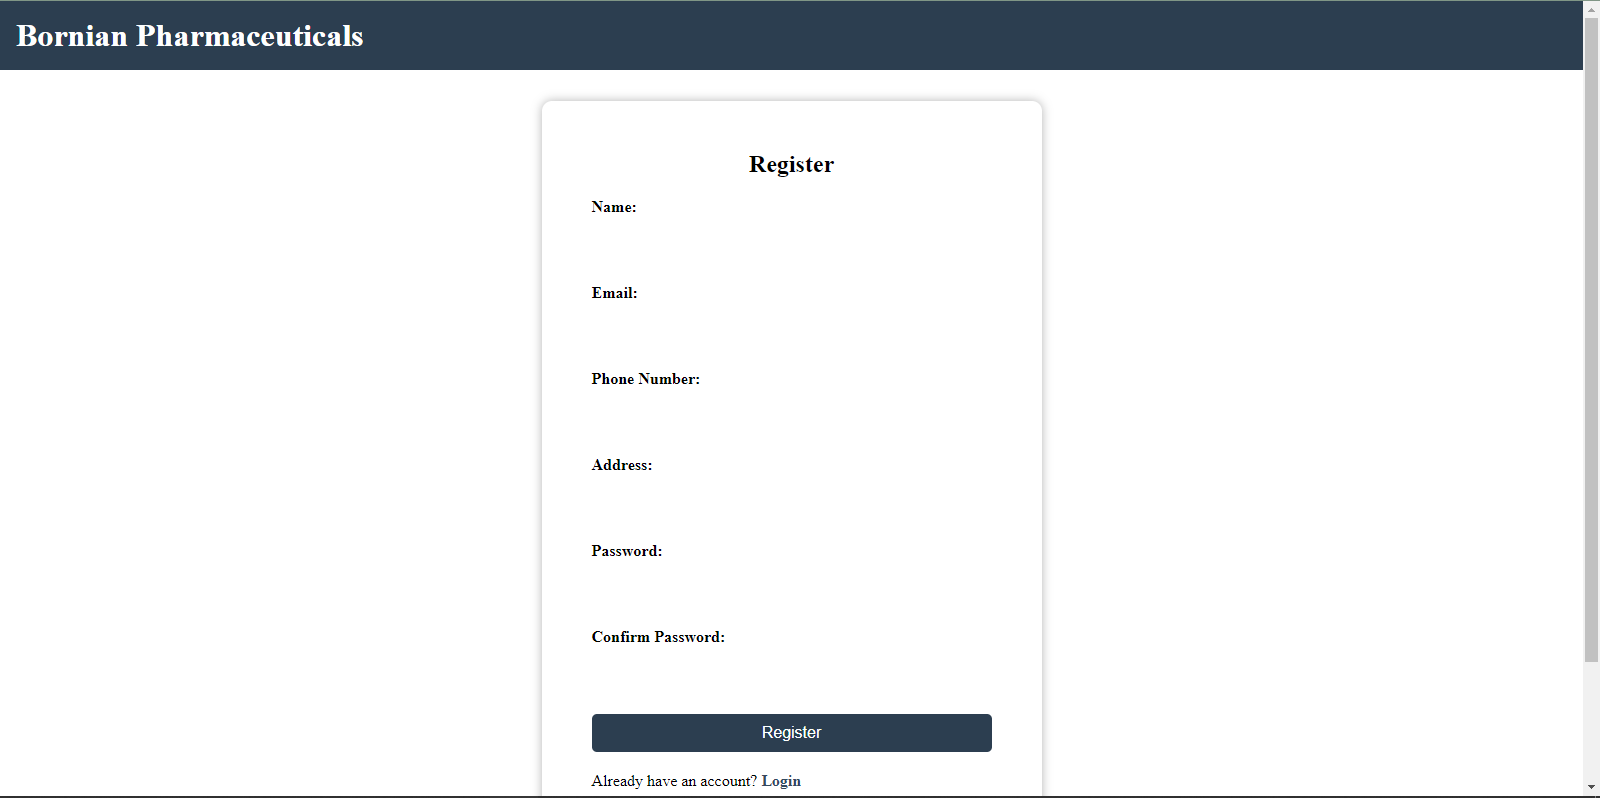 Bornian Pharmaceuticals
Register
Name:
Email:
Phone Number:
Address:
Password:
Confirm Password:
Register
Already have an account? Login